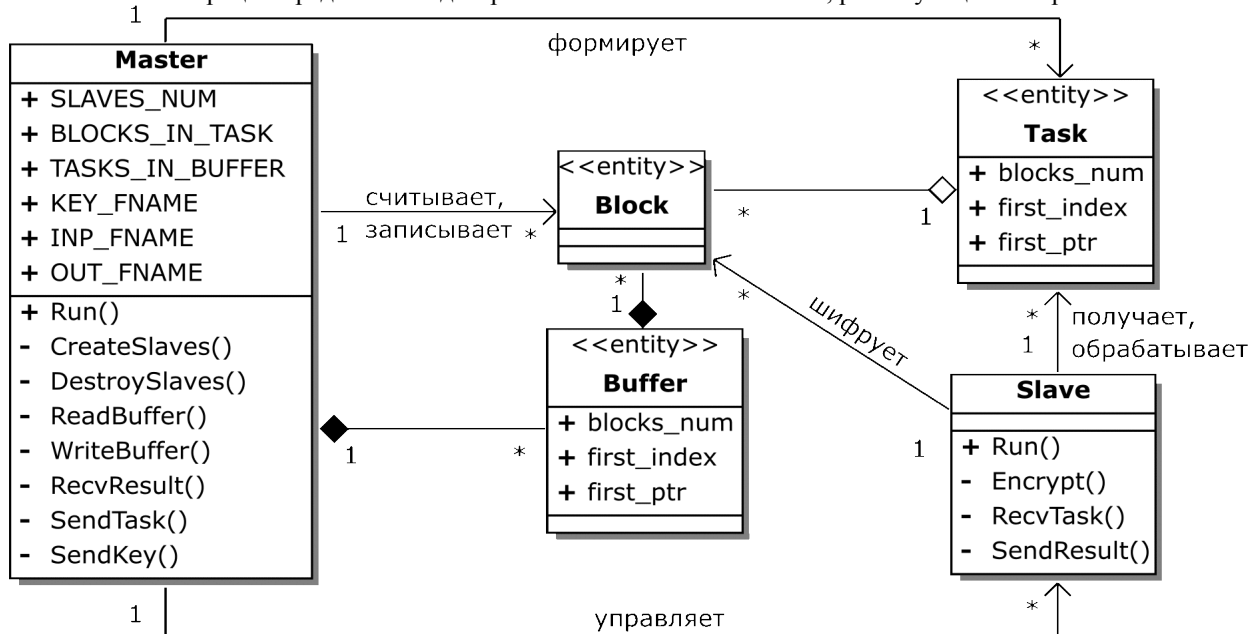 1
формирует
*
Master
+ SLAVES_NUM
+ BLOCKS_IN_TASK
+ TASKS_IN_BUFFER
+ KEY_FNAME
+ INP_FNAME
+ OUT_FNAME
+ Run()
- CreateSlaves()
- DestroySlaves()
- ReadBuffer()
- WriteBuffer()
- RecvResult()
- SendTask()
- SendKey()
считывает,
1 записывает *
<<entity>>
Block
* 1
<<entity>>
Task
+ blocks_num
+ first_index
+ first_ptr
*
1
<<entity>>
Buffer
+ blocks_num
+ first_index
+ first_ptr
1 *
*
шифрует
1
* получает,
1 обрабатывает
Slave
+ Run()
- Encrypt()
- RecvTask()
- SendResult()
1 управляет *